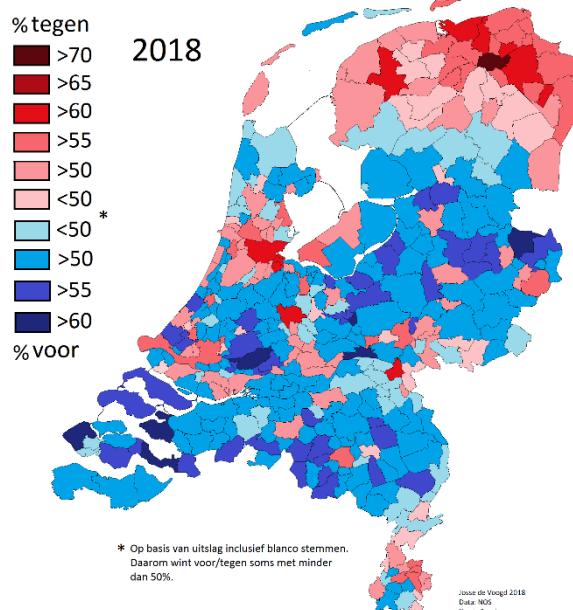 % tegen
2018
>70
>65
>60
>55
>50
<50
<50 *
>50
>55
>60
% voor
* Op basis van uitslag inclusief blanco stemmen.
Daarom wint voor/tegen soms met minder
dan 50%.
Josse de Voogd 2018
Data: NOS